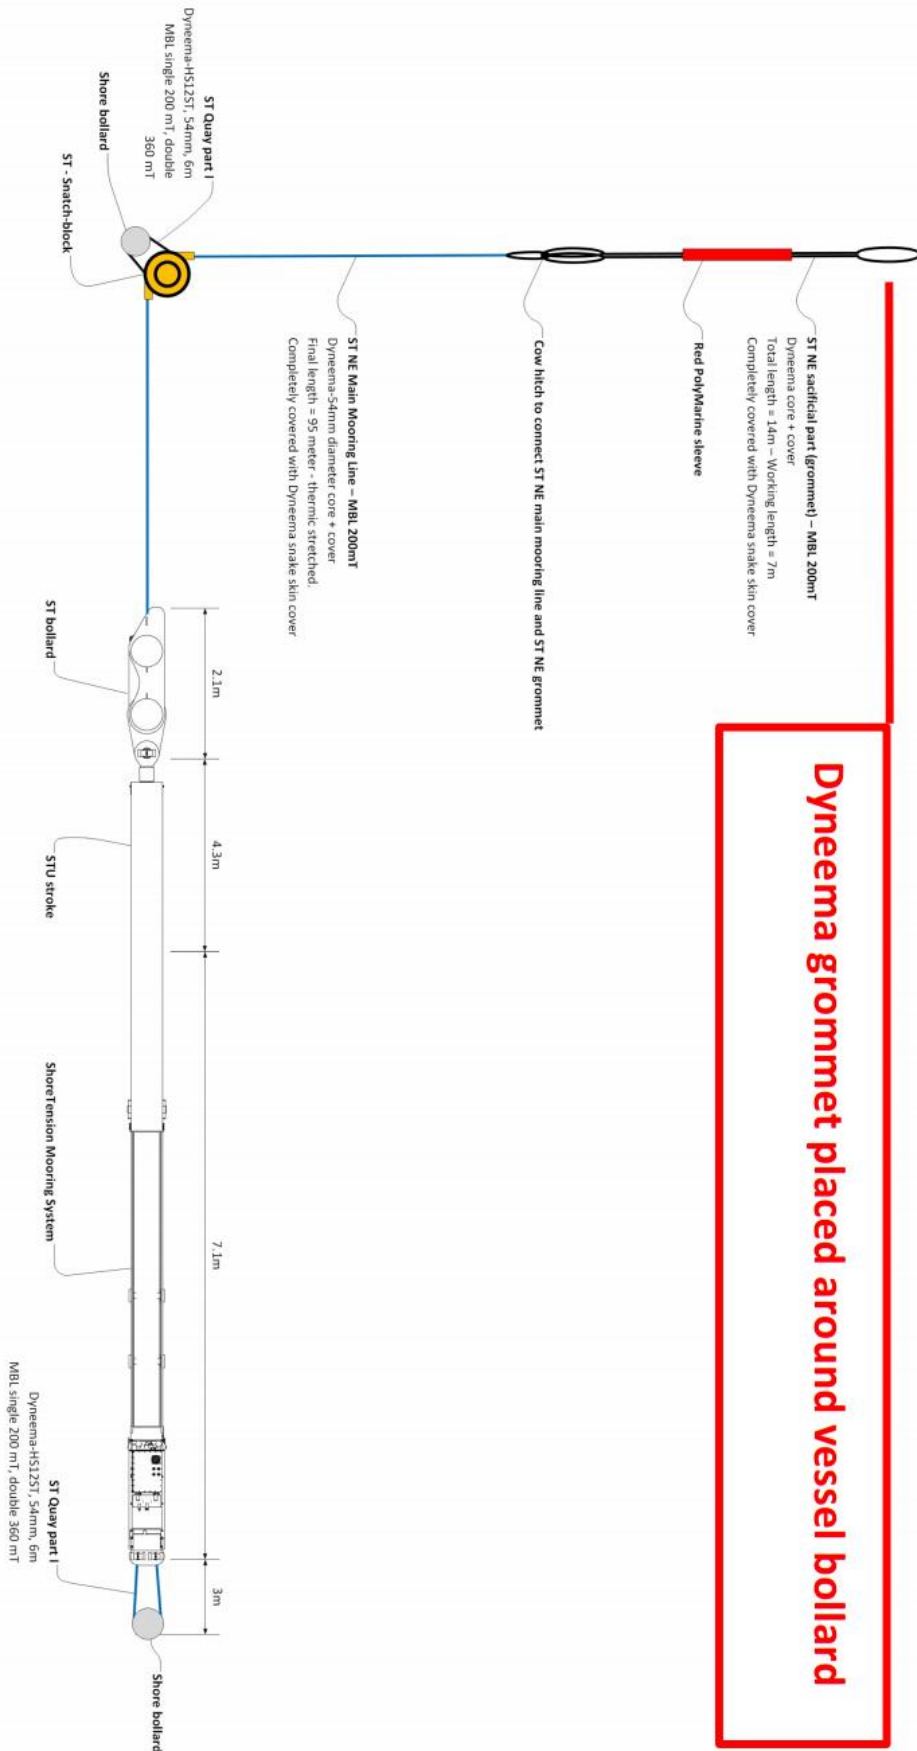 Dyneema grommet placed around vessel bollard
ST NE sacificial part (grommet) – MBL 200mT
Dyneema core + cover
Total length = 14m – Working length = 7m
Completely covered with Dyneema snake skin cover
Red PolyMarine sleeve
Cow hitch to connect ST NE main mooring line and ST NE grommet
ST NE Main Mooring Line – MBL 200mT
Dyneema-54mm diameter core + cover
Final length = 95 meter - thermic stretched.
Completely covered with Dyneema snake skin cover
ST Quay part I
Dyneema-HS12ST, 54mm, 6m
MBL single 200 mT, double
360 mT
Shore bollard
ST - Snatch-block
2.1m
4.3m
7.1m
3m
ST bollard
STU stroke
ShoreTension Mooring System
ST Quay part I
Dyneema-HS12ST, 54mm, 6m
MBL single 200 mT, double 360 mT
Shore bollard